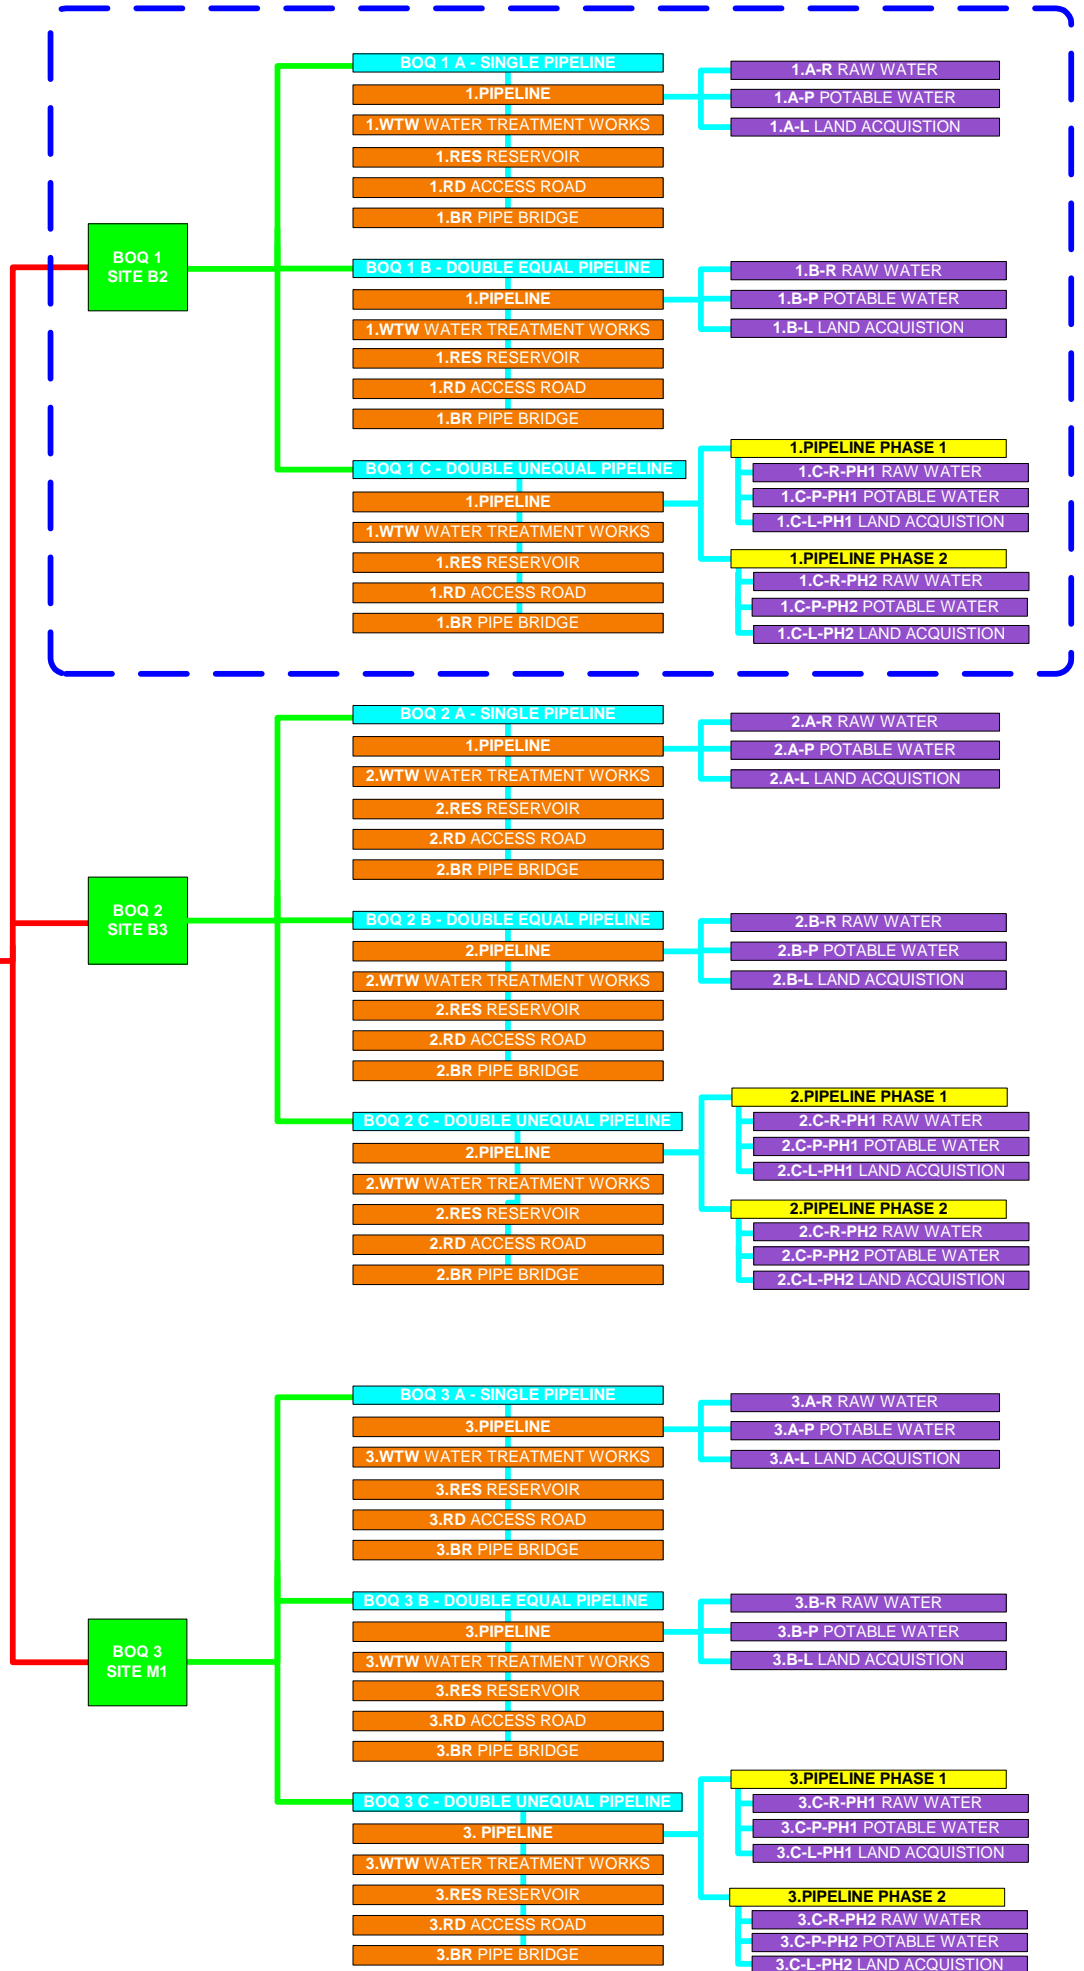 BOQ 1
SITE B2
BOQ 1 A - SINGLE PIPELINE
1.PIPELINE
1.WTW WATER TREATMENT WORKS
1.RES RESERVOIR
1.RD ACCESS ROAD
1.BR PIPE BRIDGE
1.A-R RAW WATER
1.A-P POTABLE WATER
1.A-L LAND ACQUISTION
BOQ 1 B - DOUBLE EQUAL PIPELINE
1.PIPELINE
1.WTW WATER TREATMENT WORKS
1.RES RESERVOIR
1.RD ACCESS ROAD
1.BR PIPE BRIDGE
1.B-R RAW WATER
1.B-P POTABLE WATER
1.B-L LAND ACQUISTION
BOQ 1 C - DOUBLE UNEQUAL PIPELINE
1.PIPELINE
1.WTW WATER TREATMENT WORKS
1.RES RESERVOIR
1.RD ACCESS ROAD
1.BR PIPE BRIDGE
1.PIPELINE PHASE 1
1.C-R-PH1 RAW WATER
1.C-P-PH1 POTABLE WATER
1.C-L-PH1 LAND ACQUISTION
1.PIPELINE PHASE 2
1.C-R-PH2 RAW WATER
1.C-P-PH2 POTABLE WATER
1.C-L-PH2 LAND ACQUISTION
BOQ 2
SITE B3
BOQ 2 A - SINGLE PIPELINE
1.PIPELINE
2.WTW WATER TREATMENT WORKS
2.RES RESERVOIR
2.RD ACCESS ROAD
2.BR PIPE BRIDGE
2.A-R RAW WATER
2.A-P POTABLE WATER
2.A-L LAND ACQUISTION
BOQ 2 B - DOUBLE EQUAL PIPELINE
2.PIPELINE
2.WTW WATER TREATMENT WORKS
2.RES RESERVOIR
2.RD ACCESS ROAD
2.BR PIPE BRIDGE
2.B-R RAW WATER
2.B-P POTABLE WATER
2.B-L LAND ACQUISTION
BOQ 2 C - DOUBLE UNEQUAL PIPELINE
2.PIPELINE
2.WTW WATER TREATMENT WORKS
2.RES RESERVOIR
2.RD ACCESS ROAD
2.BR PIPE BRIDGE
2.PIPELINE PHASE 1
2.C-R-PH1 RAW WATER
2.C-P-PH1 POTABLE WATER
2.C-L-PH1 LAND ACQUISTION
2.PIPELINE PHASE 2
2.C-R-PH2 RAW WATER
2.C-P-PH2 POTABLE WATER
2.C-L-PH2 LAND ACQUISTION
BOQ 3
SITE M1
BOQ 3 A - SINGLE PIPELINE
3.PIPELINE
3.WTW WATER TREATMENT WORKS
3.RES RESERVOIR
3.RD ACCESS ROAD
3.BR PIPE BRIDGE
3.A-R RAW WATER
3.A-P POTABLE WATER
3.A-L LAND ACQUISTION
BOQ 3 B - DOUBLE EQUAL PIPELINE
3.PIPELINE
3.WTW WATER TREATMENT WORKS
3.RES RESERVOIR
3.RD ACCESS ROAD
3.BR PIPE BRIDGE
3.B-R RAW WATER
3.B-P POTABLE WATER
3.B-L LAND ACQUISTION
BOQ 3 C - DOUBLE UNEQUAL PIPELINE
3. PIPELINE
3.WTW WATER TREATMENT WORKS
3.RES RESERVOIR
3.RD ACCESS ROAD
3.BR PIPE BRIDGE
3.PIPELINE PHASE 1
3.C-R-PH1 RAW WATER
3.C-P-PH1 POTABLE WATER
3.C-L-PH1 LAND ACQUISTION
3.PIPELINE PHASE 2
3.C-R-PH2 RAW WATER
3.C-P-PH2 POTABLE WATER
3.C-L-PH2 LAND ACQUISTION